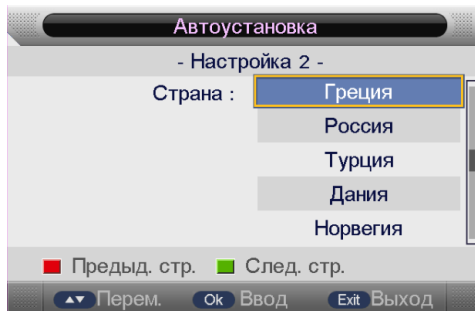 Автоустановка
- Настройка 2 -
Страна : Греция
Россия
Турция
Дания
Норвегия
Предыд. стр. След. стр.
Перем. Ok Ввод Exit Выход